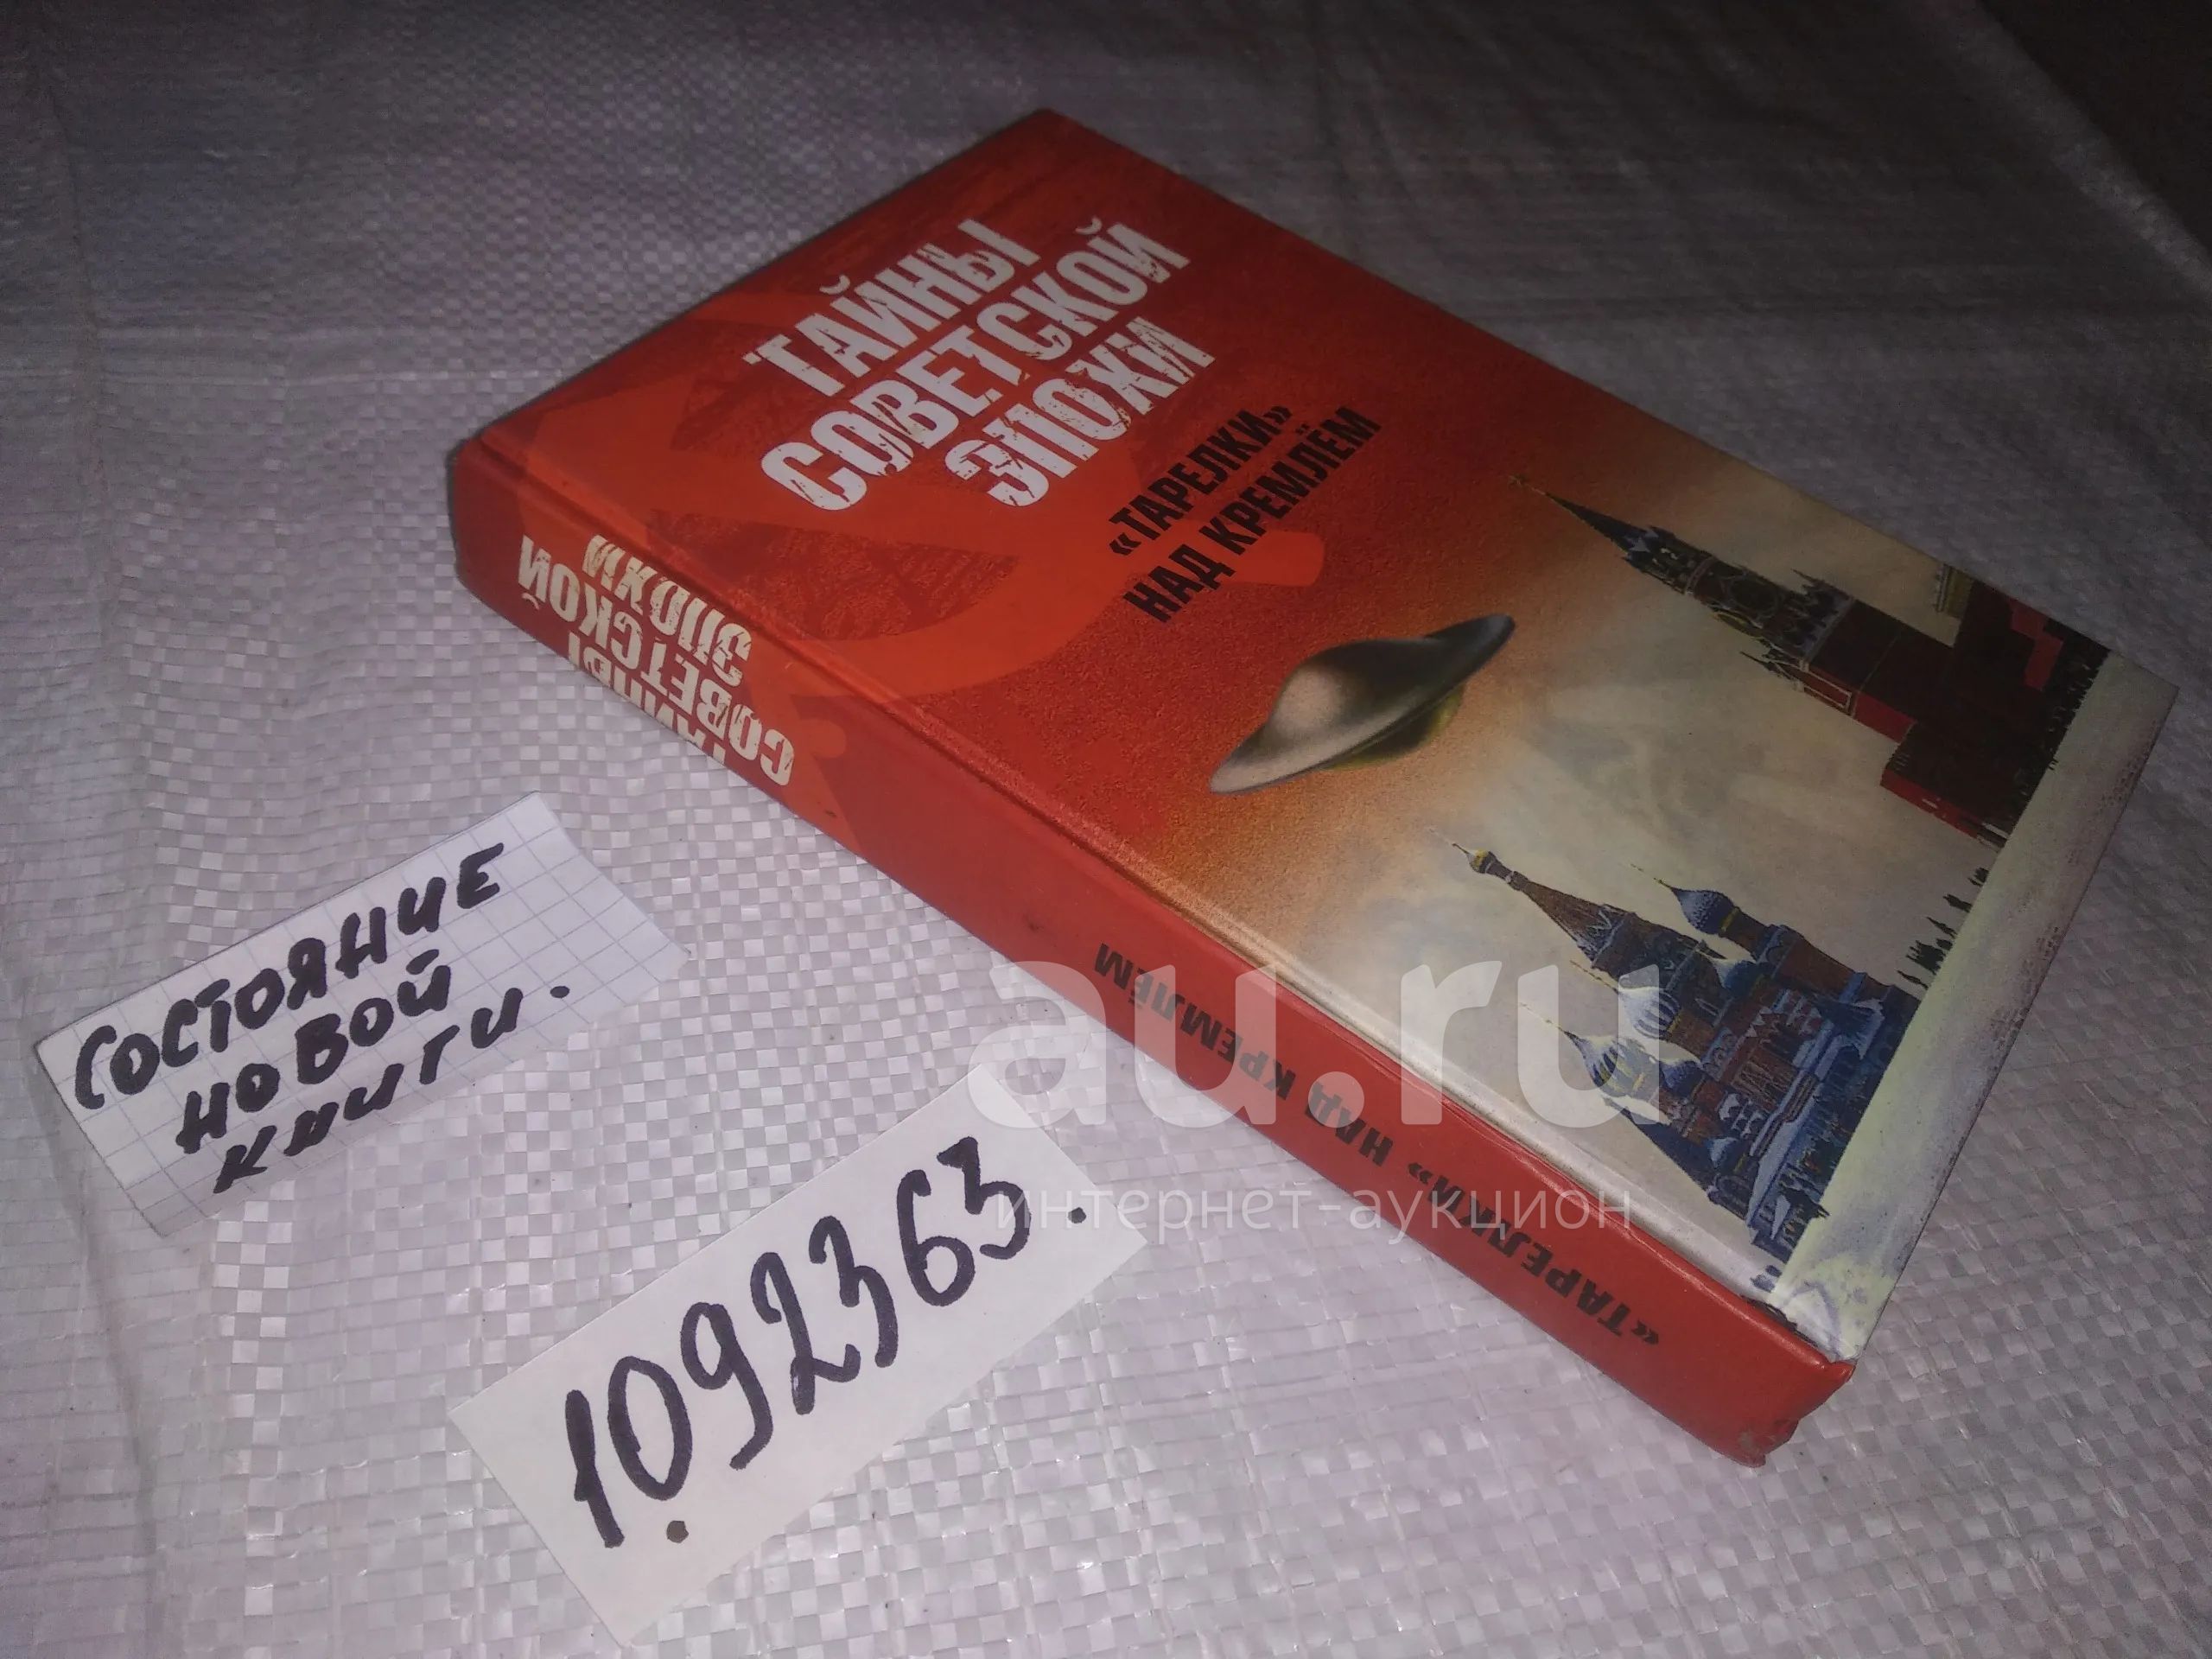 ТАЙНЫ
СОВЕТСКОЙ
ЭПОХИ
«ТАРЕЛКИ»
НАД КРЕМЛЁМ
ТАЙНЫ
СОВЕТСКОЙ
ЭПОХИ
«ТАРЕЛКИ» НАД КРЕМЛЁМ
СОСТОЯНИЕ
НОВОЙ
КНИГИ.
1092363.
au.ru
интернет-аукцион